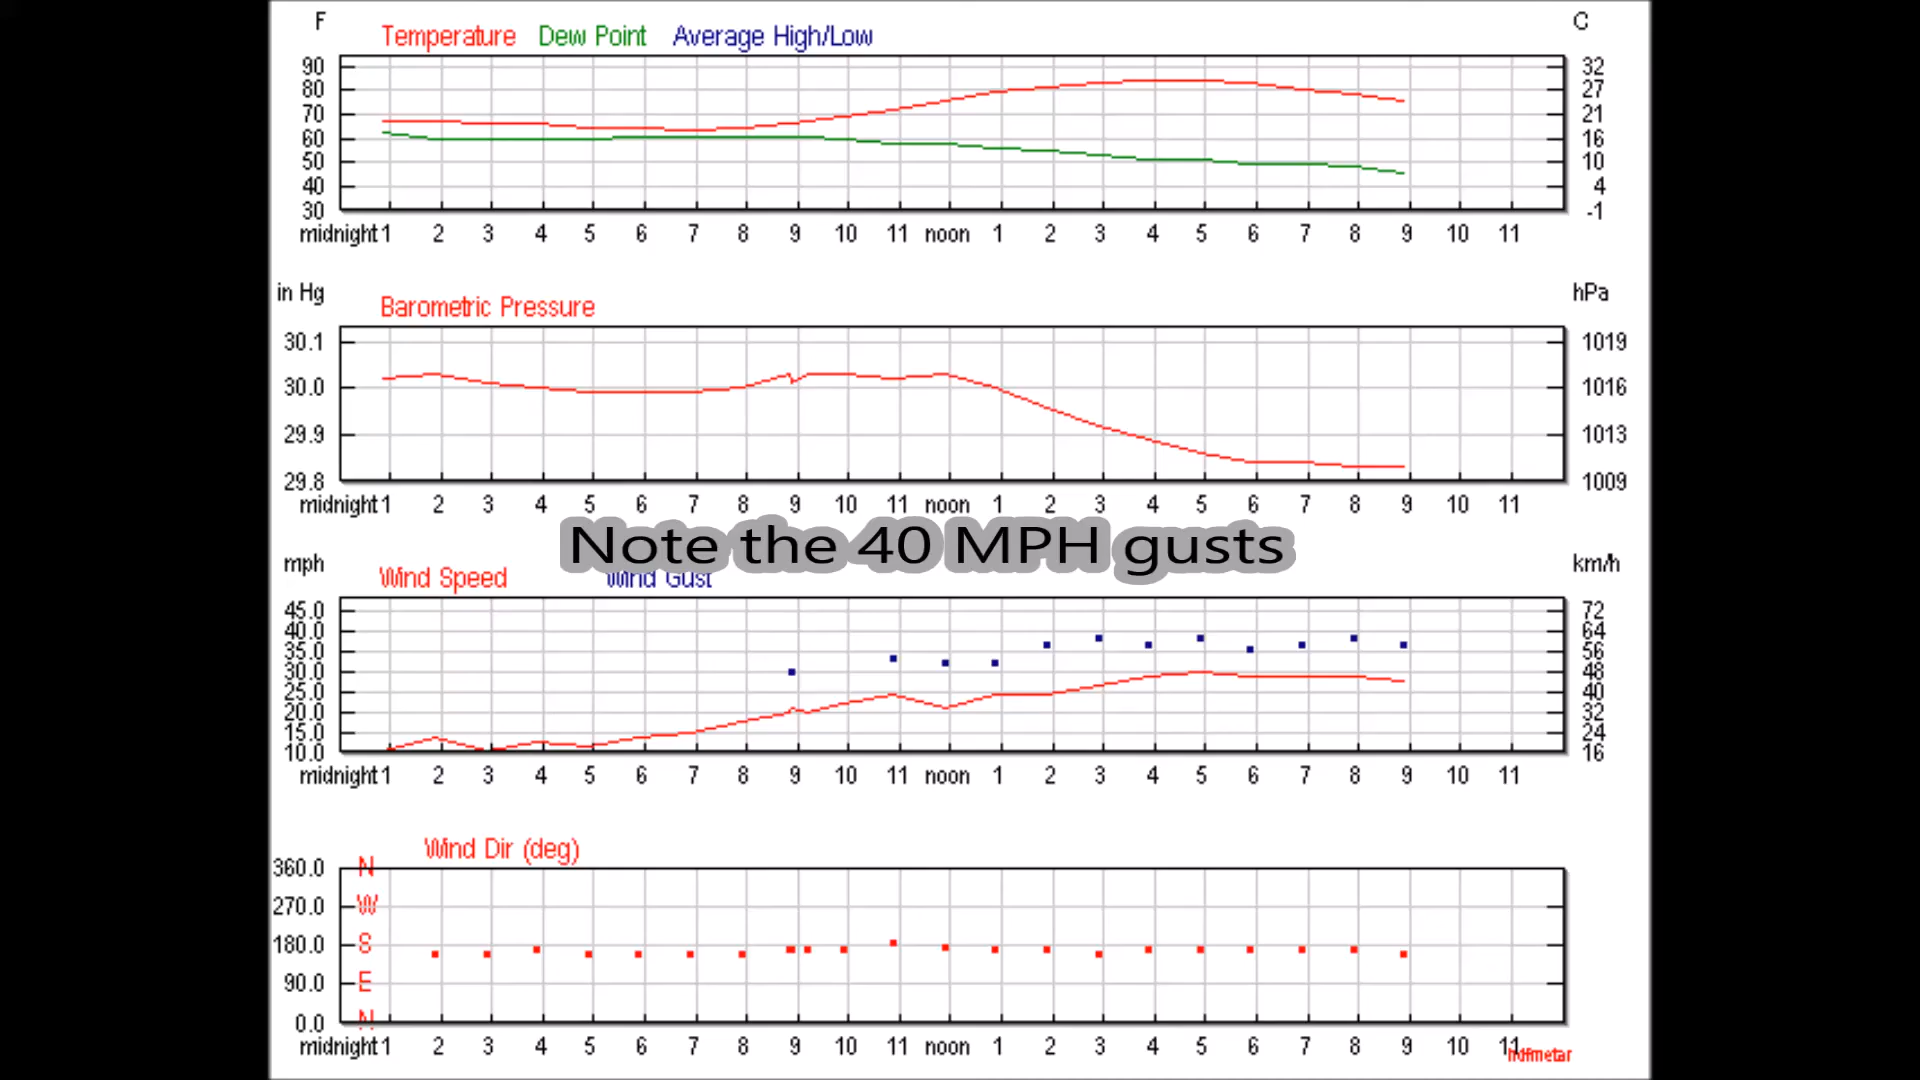 F
C
Temperature Dew Point Average High/Low
90 32
80 27
70 21
60 16
50 10
40 4
30 -1
midnight 1 2 3 4 5 6 7 8 9 10 11 noon 1 2 3 4 5 6 7 8 9 10 11
in Hg
hPa
Barometric Pressure
30.1 1019
30.0 1016
29.9 1013
29.8 1009
midnight 1 2 3 4 5 6 7 8 9 10 11 noon 1 2 3 4 5 6 7 8 9 10 11
Note the 40 MPH gusts
mph
km/h
Wind Speed Wind Gust
45.0 72
40.0 64
35.0 56
30.0 48
25.0 40
20.0 32
15.0 24
10.0 16
midnight 1 2 3 4 5 6 7 8 9 10 11 noon 1 2 3 4 5 6 7 8 9 10 11
Wind Dir (deg)
360.0 N
270.0 W
180.0 S
90.0 E
0.0 N
midnight 1 2 3 4 5 6 7 8 9 10 11 noon 1 2 3 4 5 6 7 8 9 10 11